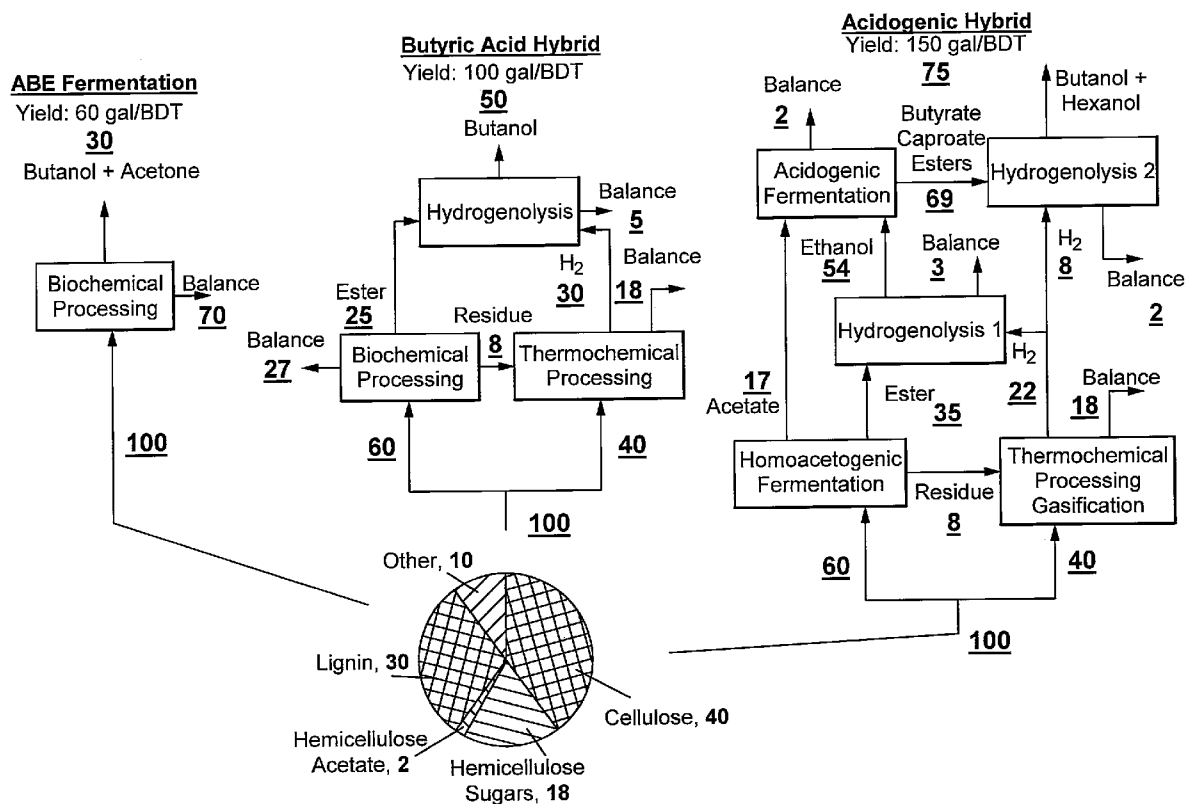 ABE Fermentation
Yield: 60 gal/BDT
30
Butanol + Acetone
Biochemical
Processing
Balance
70
100
Butyric Acid Hybrid
Yield: 100 gal/BDT
50
Butanol
Hydrogenolysis
Balance
5
H2
30
Balance
18
Ester
25
Residue
8
Balance
27
Biochemical
Processing
Thermochemical
Processing
60
40
100
Acidogenic Hybrid
Yield: 150 gal/BDT
75
Butanol +
Hexanol
Balance
2
Butyrate
Caproate
Esters
69
Acidogenic
Fermentation
Hydrogenolysis 2
Ethanol
54
Balance
3
H2
8
Balance
2
Hydrogenolysis 1
H2
22
17
Acetate
Ester
35
Balance
18
Homoacetogenic
Fermentation
Residue
8
Thermochemical
Processing
Gasification
60
40
100
Other, 10
Lignin, 30
Cellulose, 40
Hemicellulose
Acetate, 2
Hemicellulose
Sugars, 18